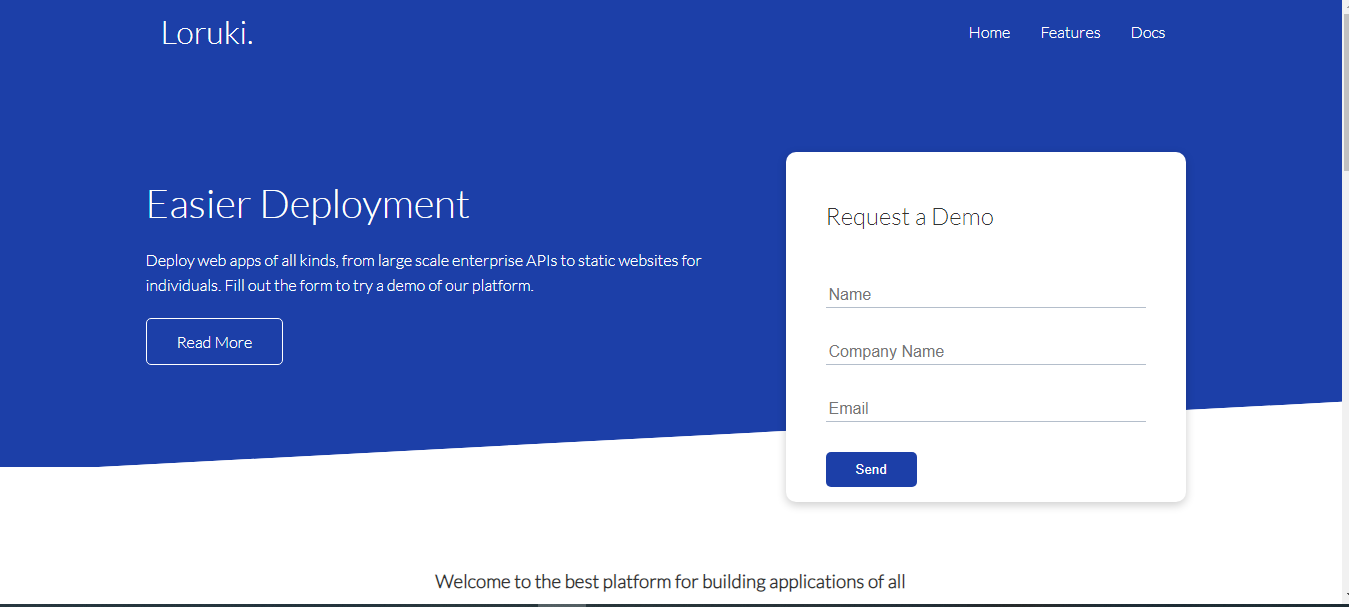 Loruki.
Home Features Docs
Easier Deployment
Deploy web apps of all kinds, from large scale enterprise APIs to static websites for
individuals. Fill out the form to try a demo of our platform.
Read More
Request a Demo
Name
Company Name
Email
Send
Welcome to the best platform for building applications of all